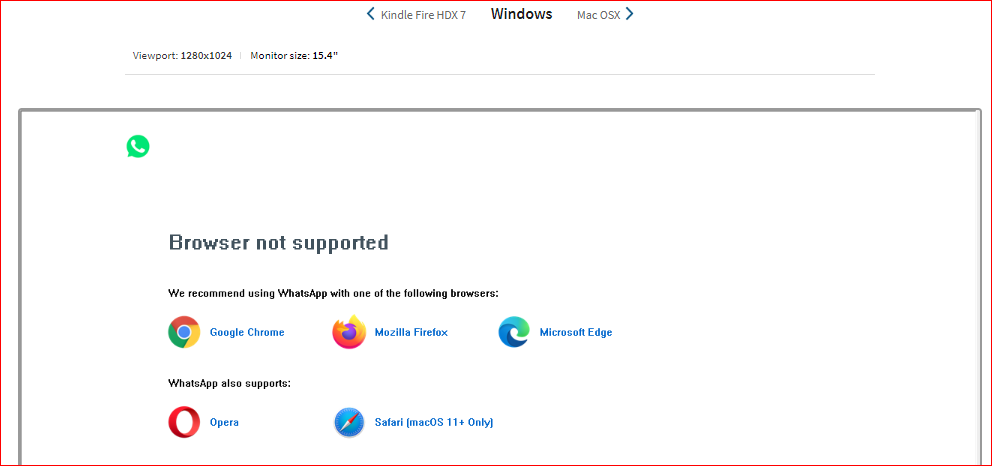 Kindle Fire HDX 7 Windows Mac OSX
Viewport: 1280x1024 Monitor size: 15.4"
Browser not supported
We recommend using WhatsApp with one of the following browsers:
Google Chrome Mozilla Firefox Microsoft Edge
WhatsApp also supports:
Opera Safari (macOS 11+ Only)